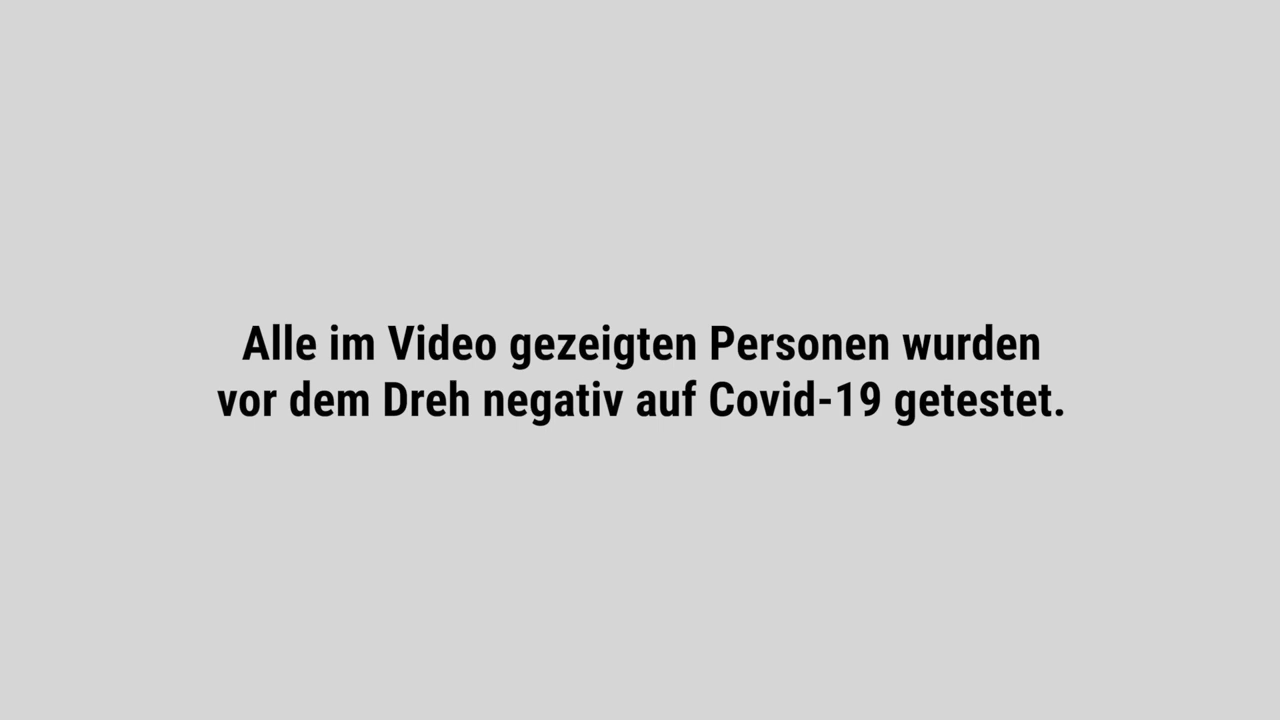 Alle im Video gezeigten Personen wurden
vor dem Dreh negativ auf Covid-19 getestet.